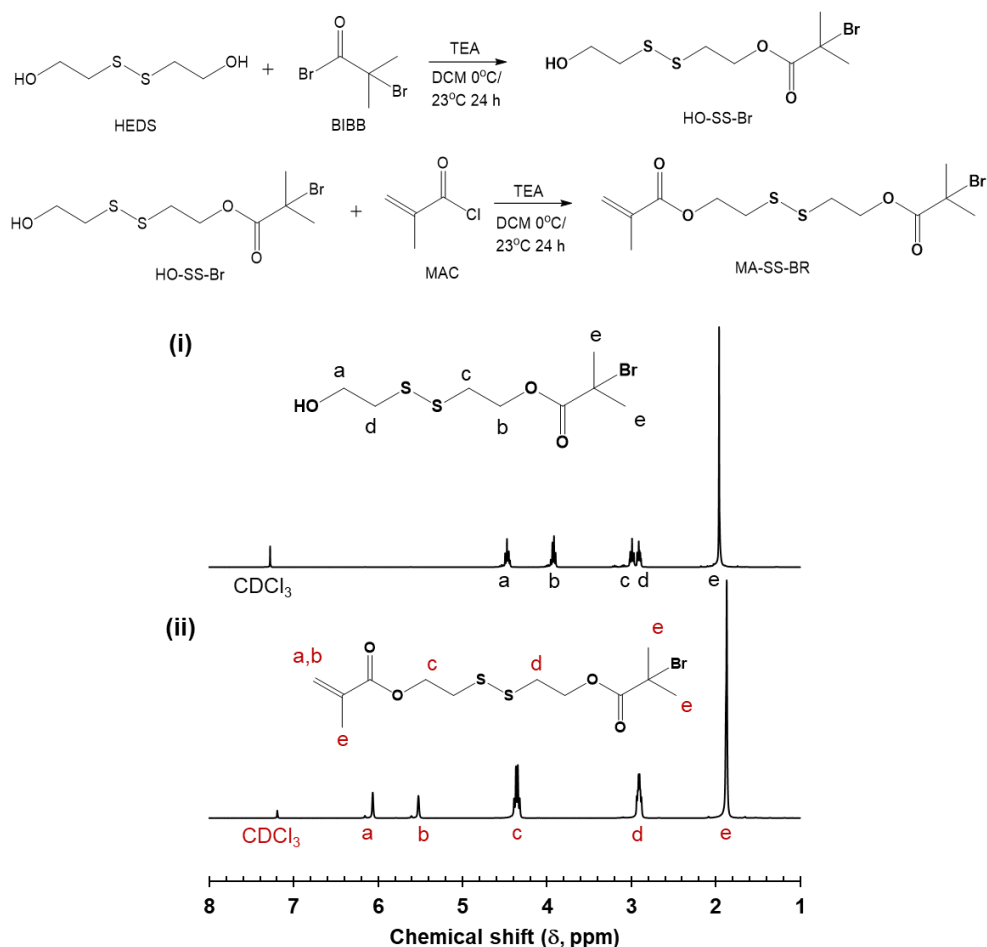 HO S S OH + Br O Br TEA DCM 0°C/ 23°C 24 h HO S S O O Br
HEDS BIBB HO-SS-Br
HO S S O O Br + O Cl TEA DCM 0°C/ 23°C 24 h O O S S O O Br
HO-SS-Br MAC MA-SS-BR
(i)
e
a c Br
HO S S O e
d b O
CDCl3 a b c d e
(ii)
e
a,b O c d Br
O S S O e
e O
CDCl3 a b c d e
8 7 6 5 4 3 2 1
Chemical shift (δ, ppm)